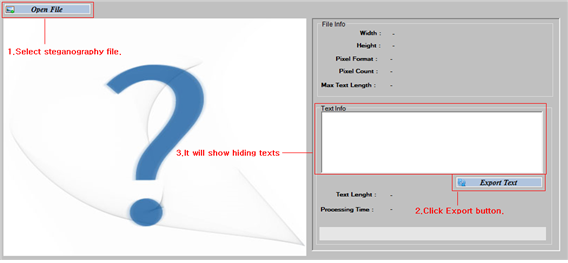 Open File
1.Select steganography file.
File Info
Width : -
Height : -
Pixel Format : -
Pixel Count : -
Max Text Length : -
Text Info
3.It will show hiding texts
Export Text
Text Lenght : -
2.Click Export button.
Processing Time : -